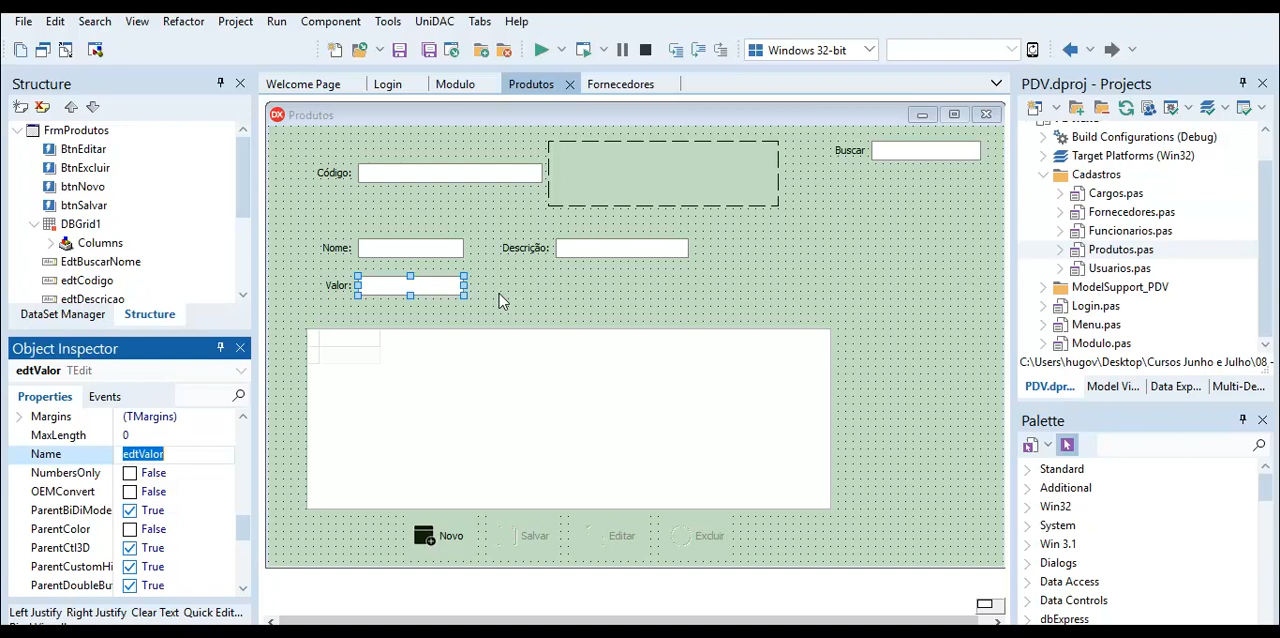 File Edit Search View Refactor Project Run Component Tools UniDAC Tabs Help
Windows 32-bit
Structure
FrmProdutos
BtnEditar
BtnExcluir
btnNovo
btnSalvar
DBGrid1
Columns
EdtBuscarNome
edtCodigo
edtDescricao
DataSet Manager Structure
Object Inspector
edtValor TEdit
Properties Events
Margins (TMargins)
MaxLength 0
Name edtValor
NumbersOnly False
OEMConvert False
ParentBiDiMode True
ParentColor False
ParentCtl3D True
ParentCustomHi True
ParentDoubleBu True
Left Justify Right Justify Clear Text Quick Edit...
Welcome Page Login Modulo Produtos Fornecedores
DX Produtos
Código:
Buscar
Nome: Descrição:
Valor:
Novo Salvar Editar Excluir
PDV.dproj - Projects
Build Configurations (Debug)
Target Platforms (Win32)
Cadastros
Cargos.pas
Fornecedores.pas
Funcionarios.pas
Produtos.pas
Usuarios.pas
ModelSupport_PDV
Login.pas
Menu.pas
Modulo.pas
C:\Users\hugov\Desktop\Cursos Junho e Julho\08 -
PDV.dpr... Model Vi... Data Exp... Multi-De...
Palette
Standard
Additional
Win32
System
Win 3.1
Dialogs
Data Access
Data Controls
dbExpress